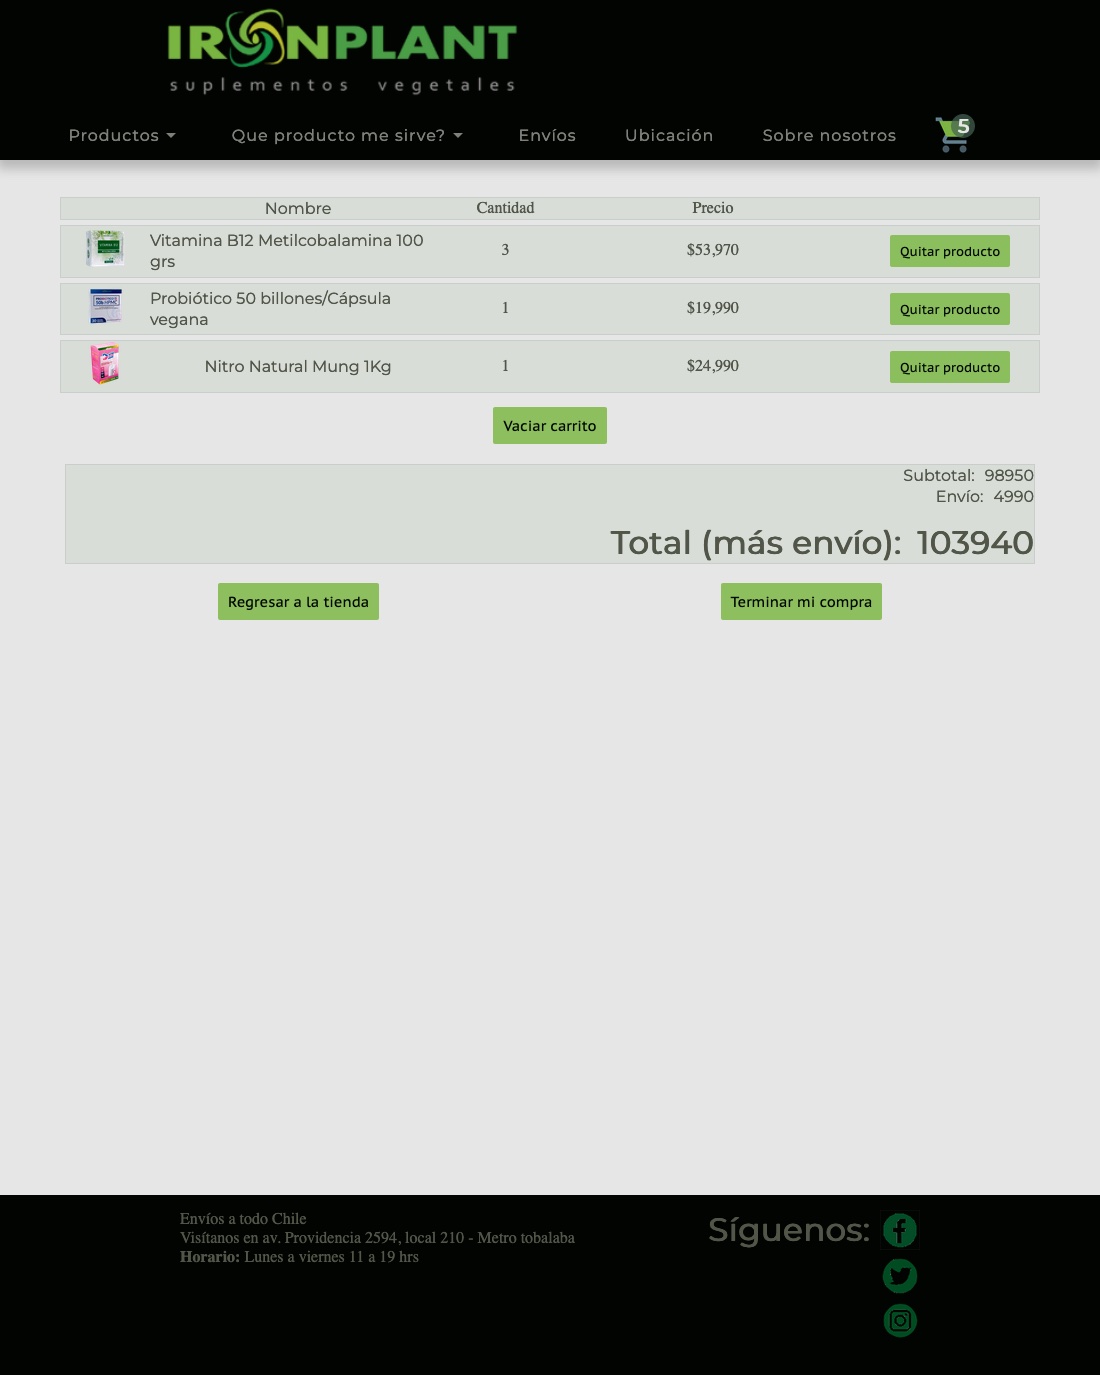 IRONPLANT
suplementos vegetales
Productos Que producto me sirve? Envíos Ubicación Sobre nosotros 5
Nombre Cantidad Precio
Vitamina B12 Metilcobalamina 100
grs
3 $53,970 Quitar producto
Probiótico 50 billones/Cápsula
vegana
1 $19,990 Quitar producto
Nitro Natural Mung 1Kg 1 $24,990 Quitar producto
Vaciar carrito
Subtotal: 98950
Envío: 4990
Total (más envío): 103940
Regresar a la tienda Terminar mi compra
Envíos a todo Chile
Visítanos en av. Providencia 2594, local 210 - Metro tobalaba
Horario: Lunes a viernes 11 a 19 hrs
Síguenos: